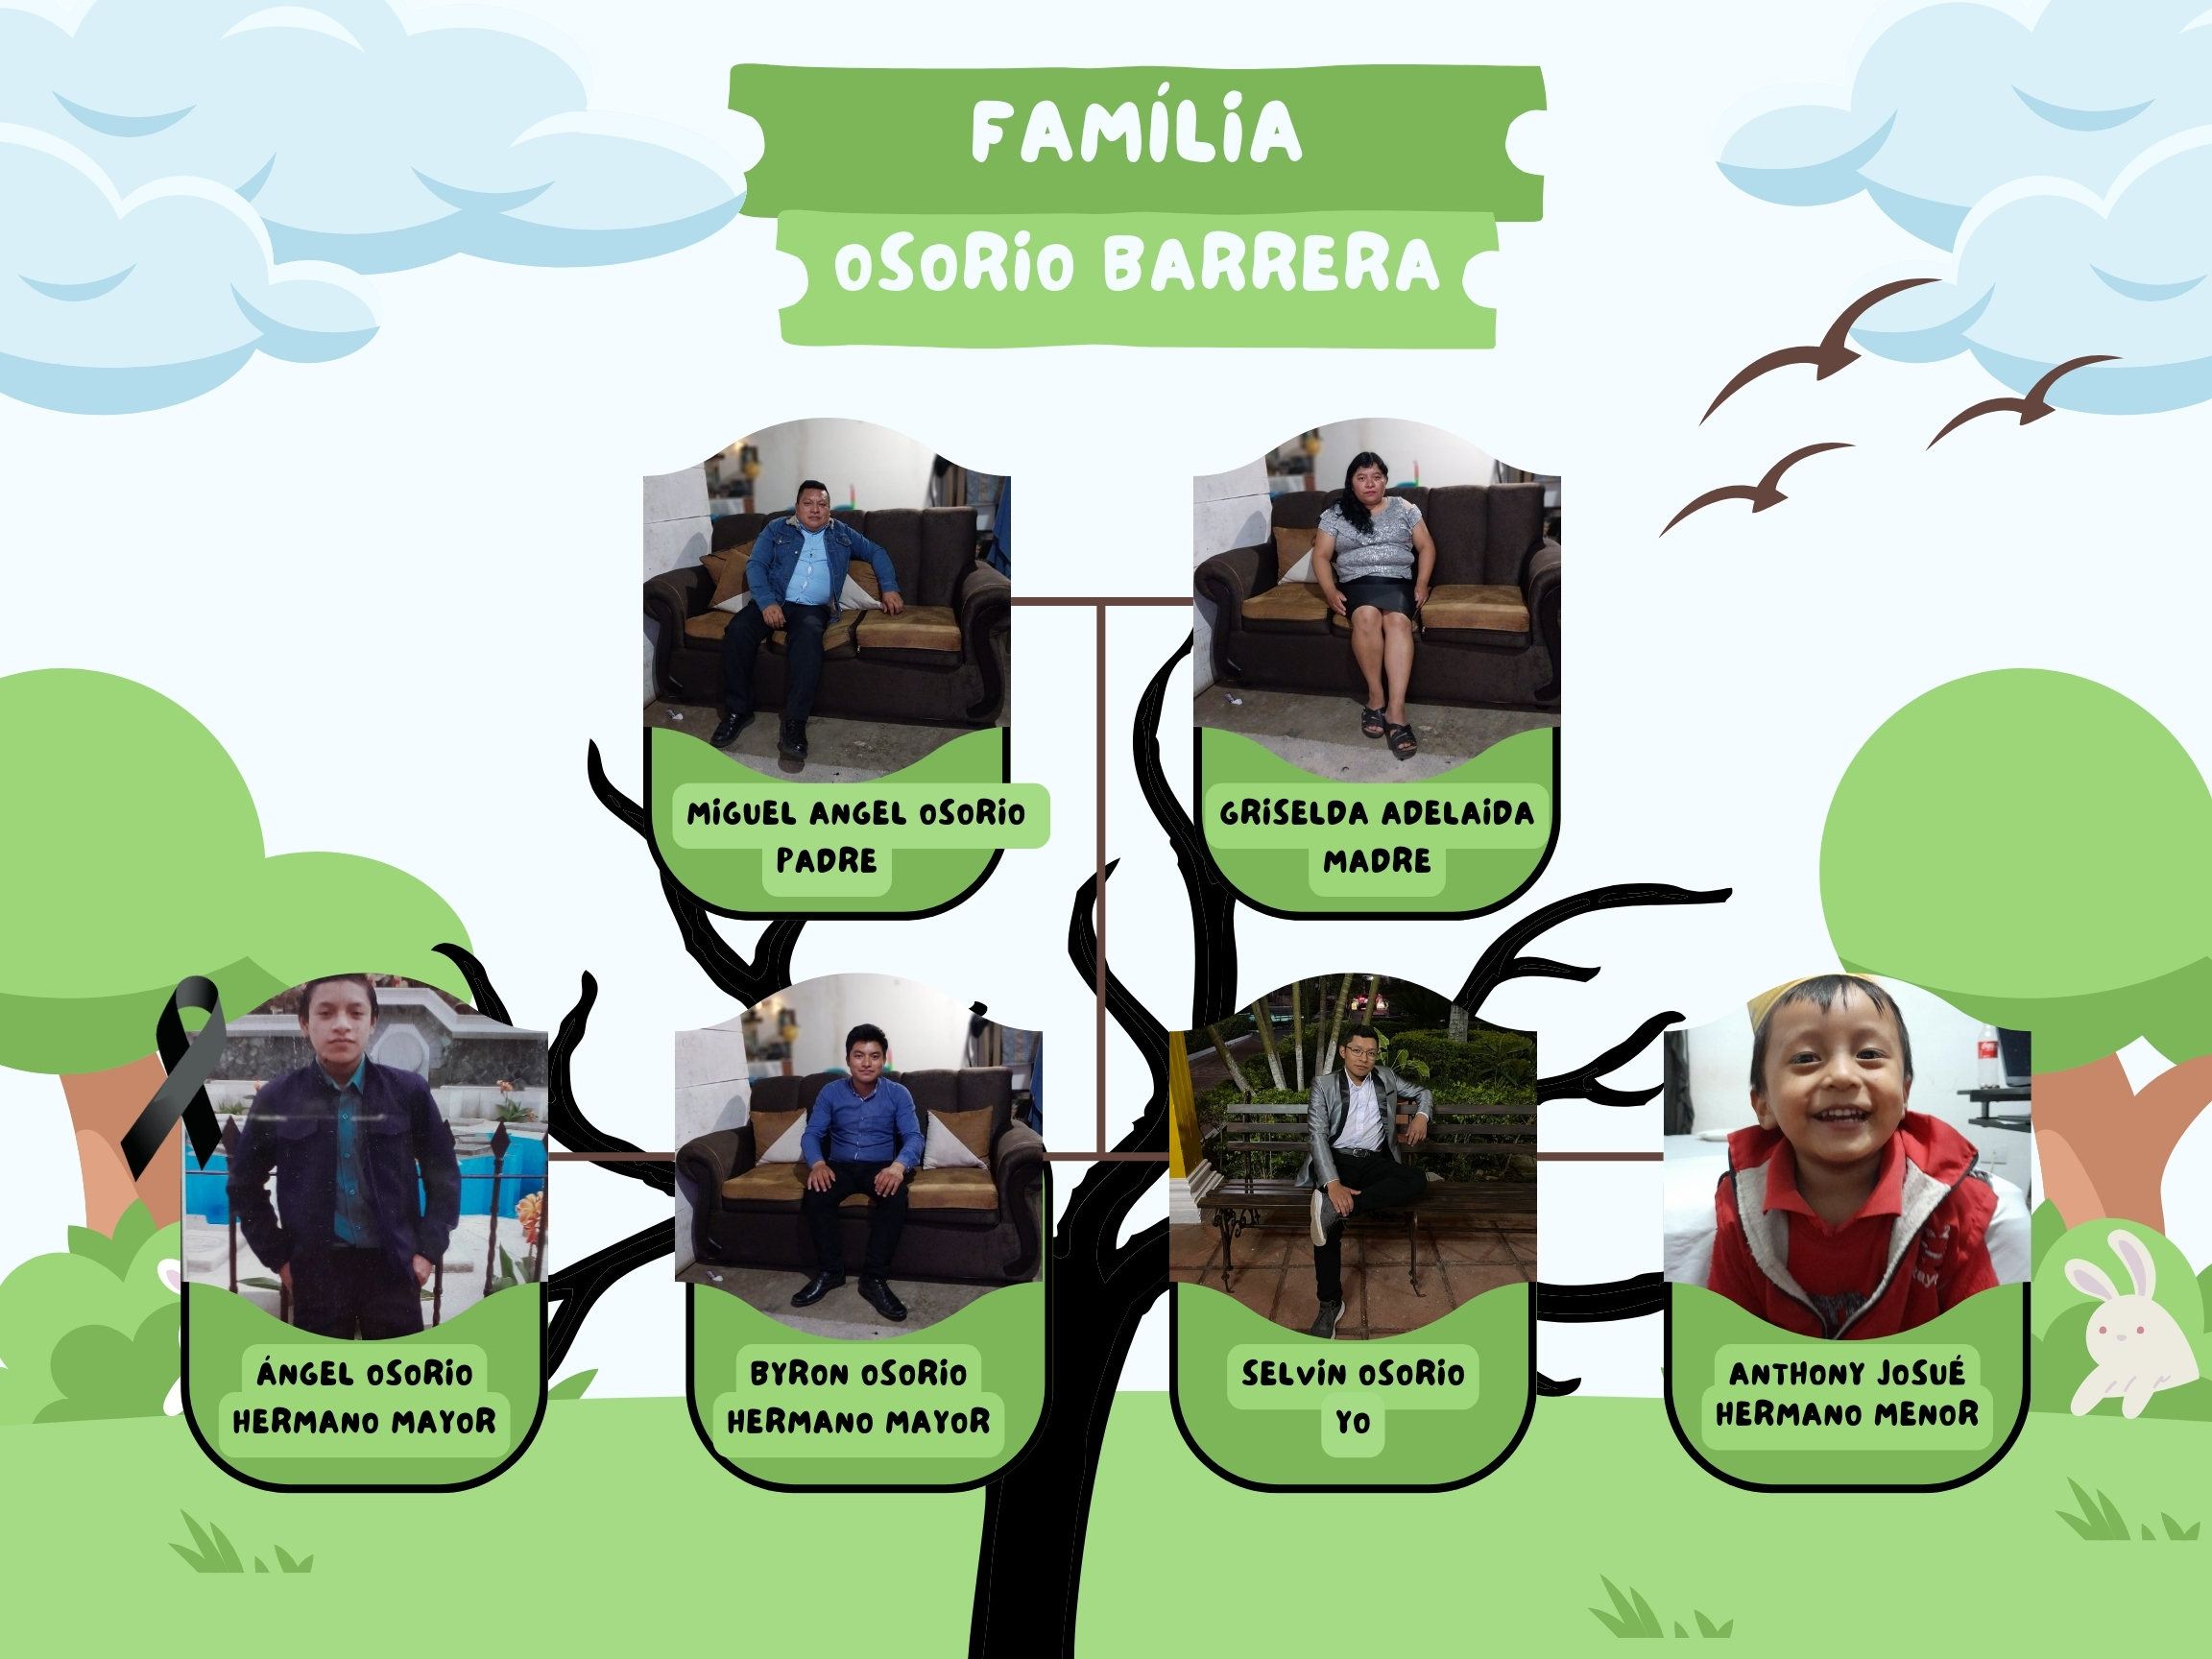 FAMÍLIA
OSORIO BARRERA
MIGUEL ANGEL OSORIO
PADRE
GRISELDA ADELAIDA
MADRE
ÁNGEL OSORIO
HERMANO MAYOR
BYRON OSORIO
HERMANO MAYOR
SELVIN OSORIO
YO
ANTHONY JOSUÉ
HERMANO MENOR